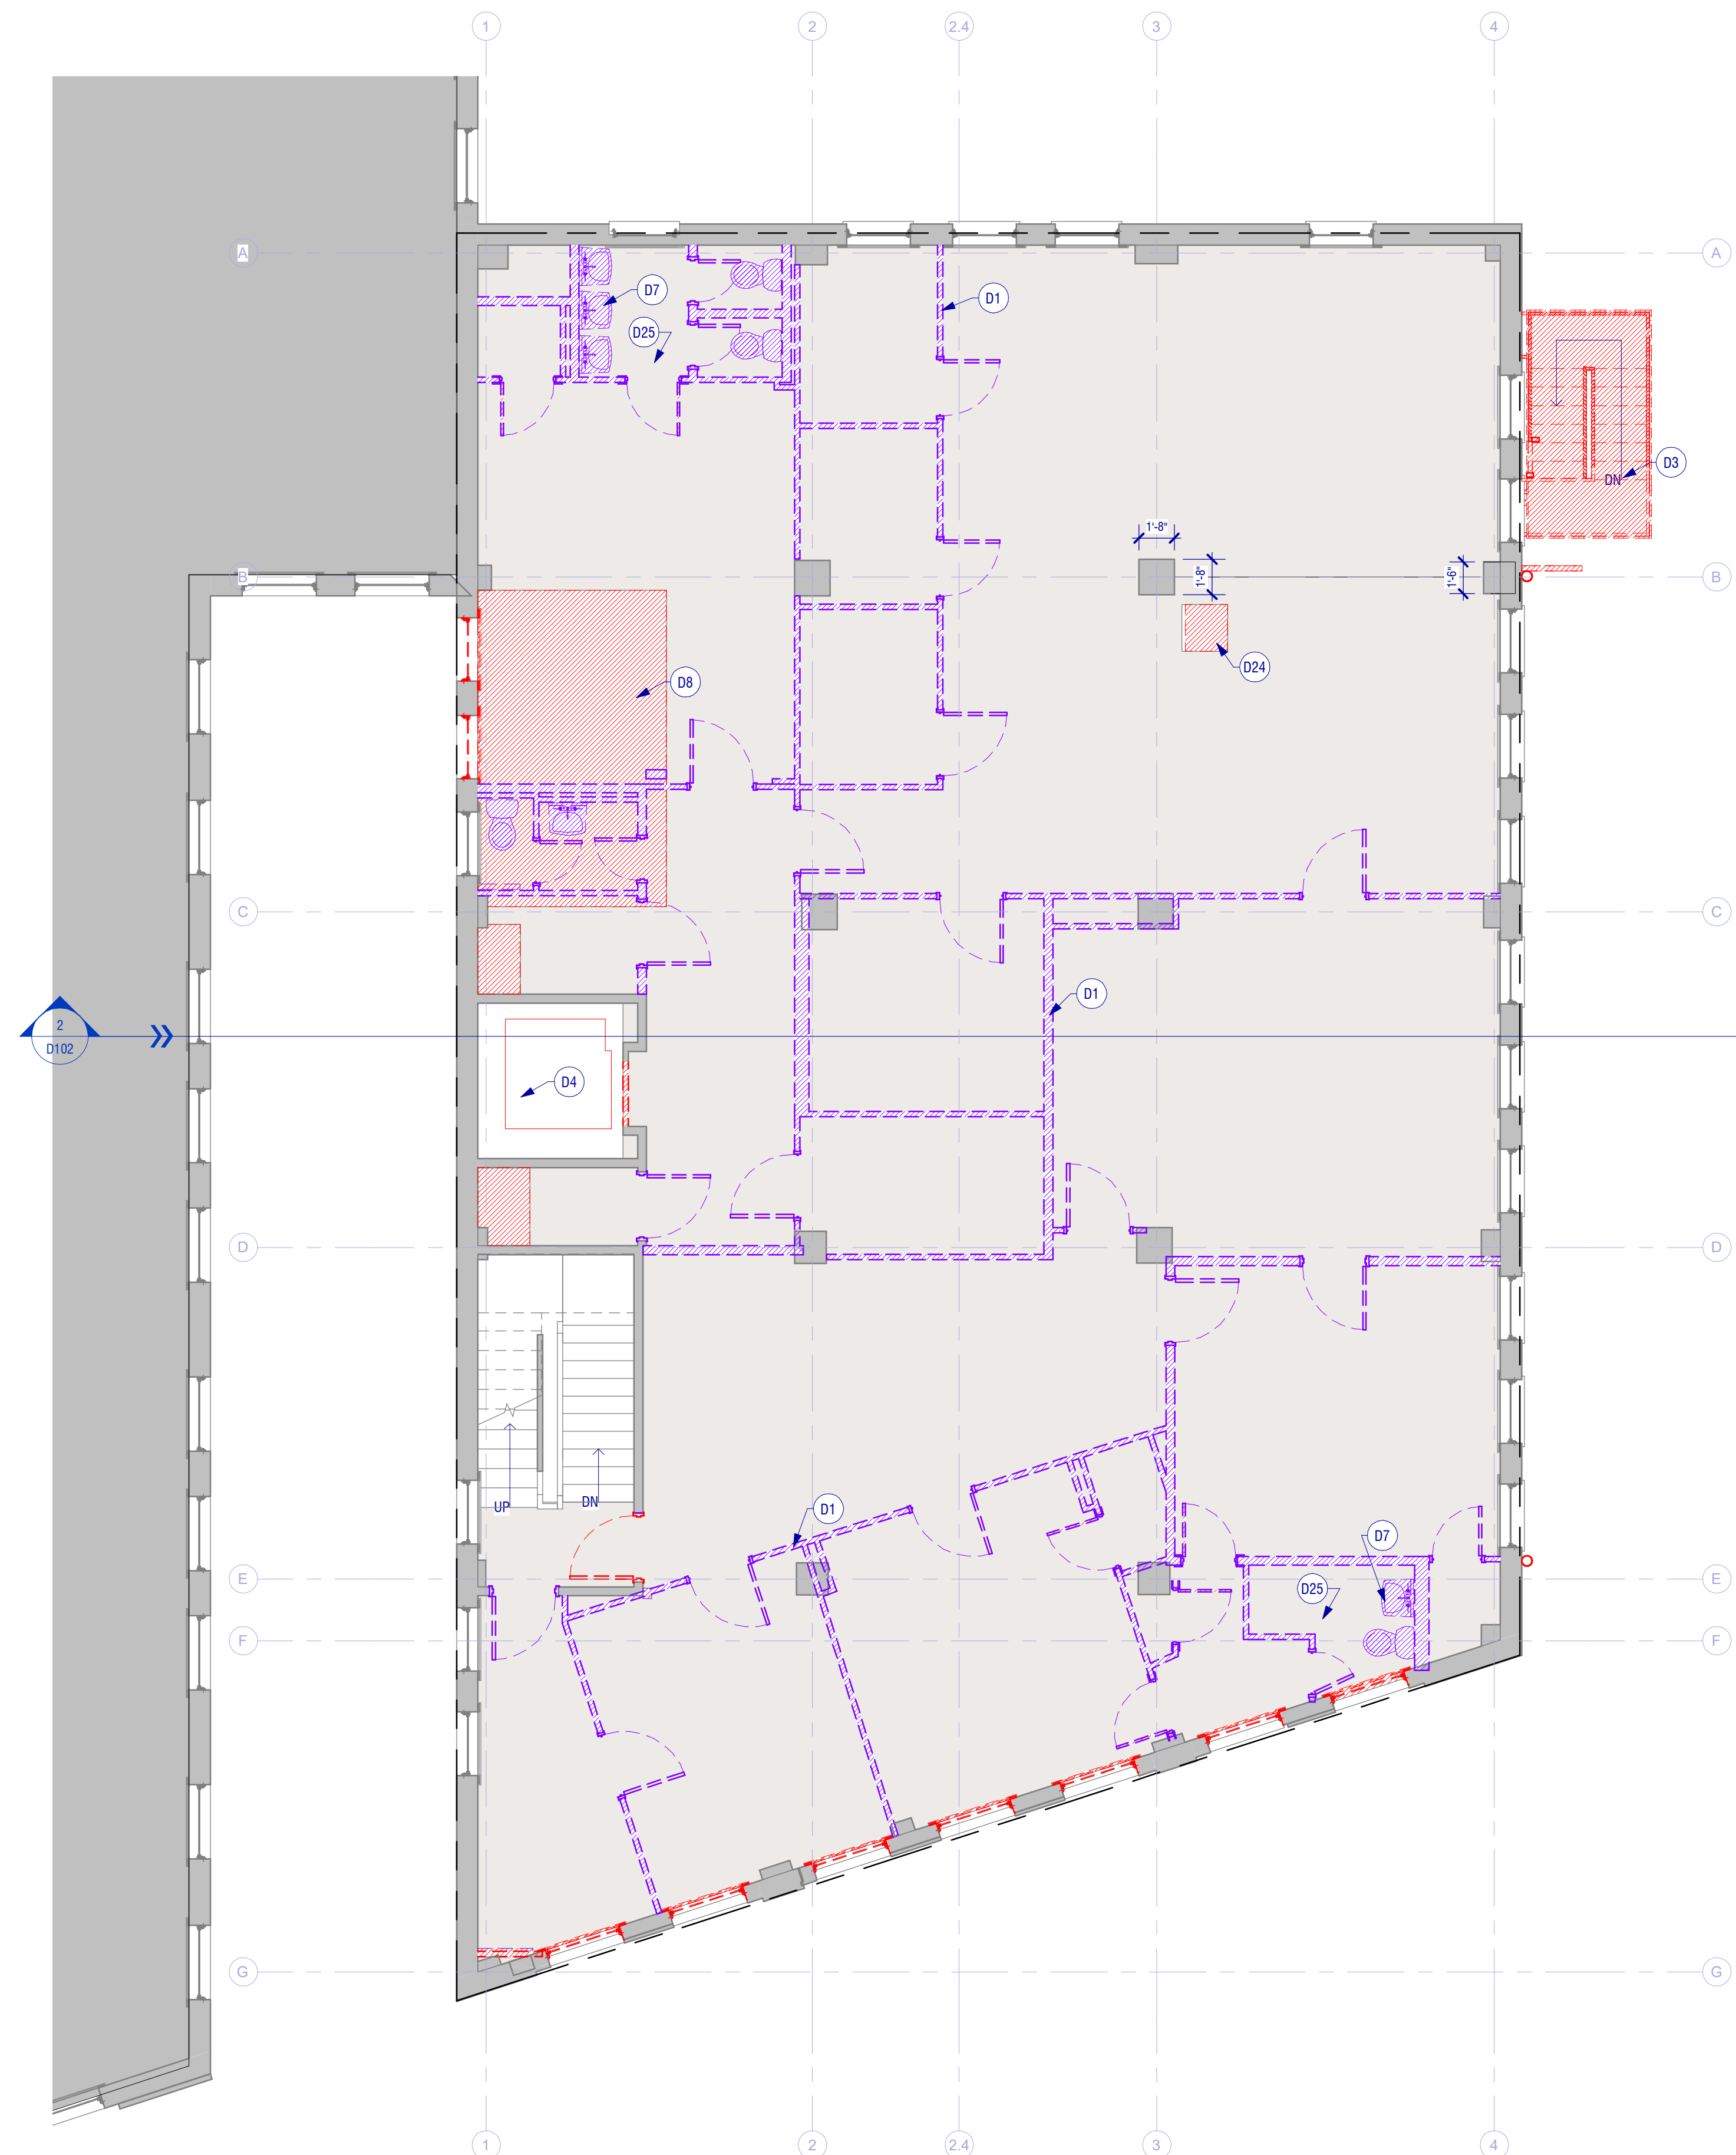 1 2 2.4 3 4
A A
D7
D1
D25
D3
DN
1'-8"
1'-8"
1'-6"
B B
D24
D8
C C
D1
2
D102
D4
D D
UP
DN
D1
D7
E E
D25
F F
G G
1 2 2.4 3 4